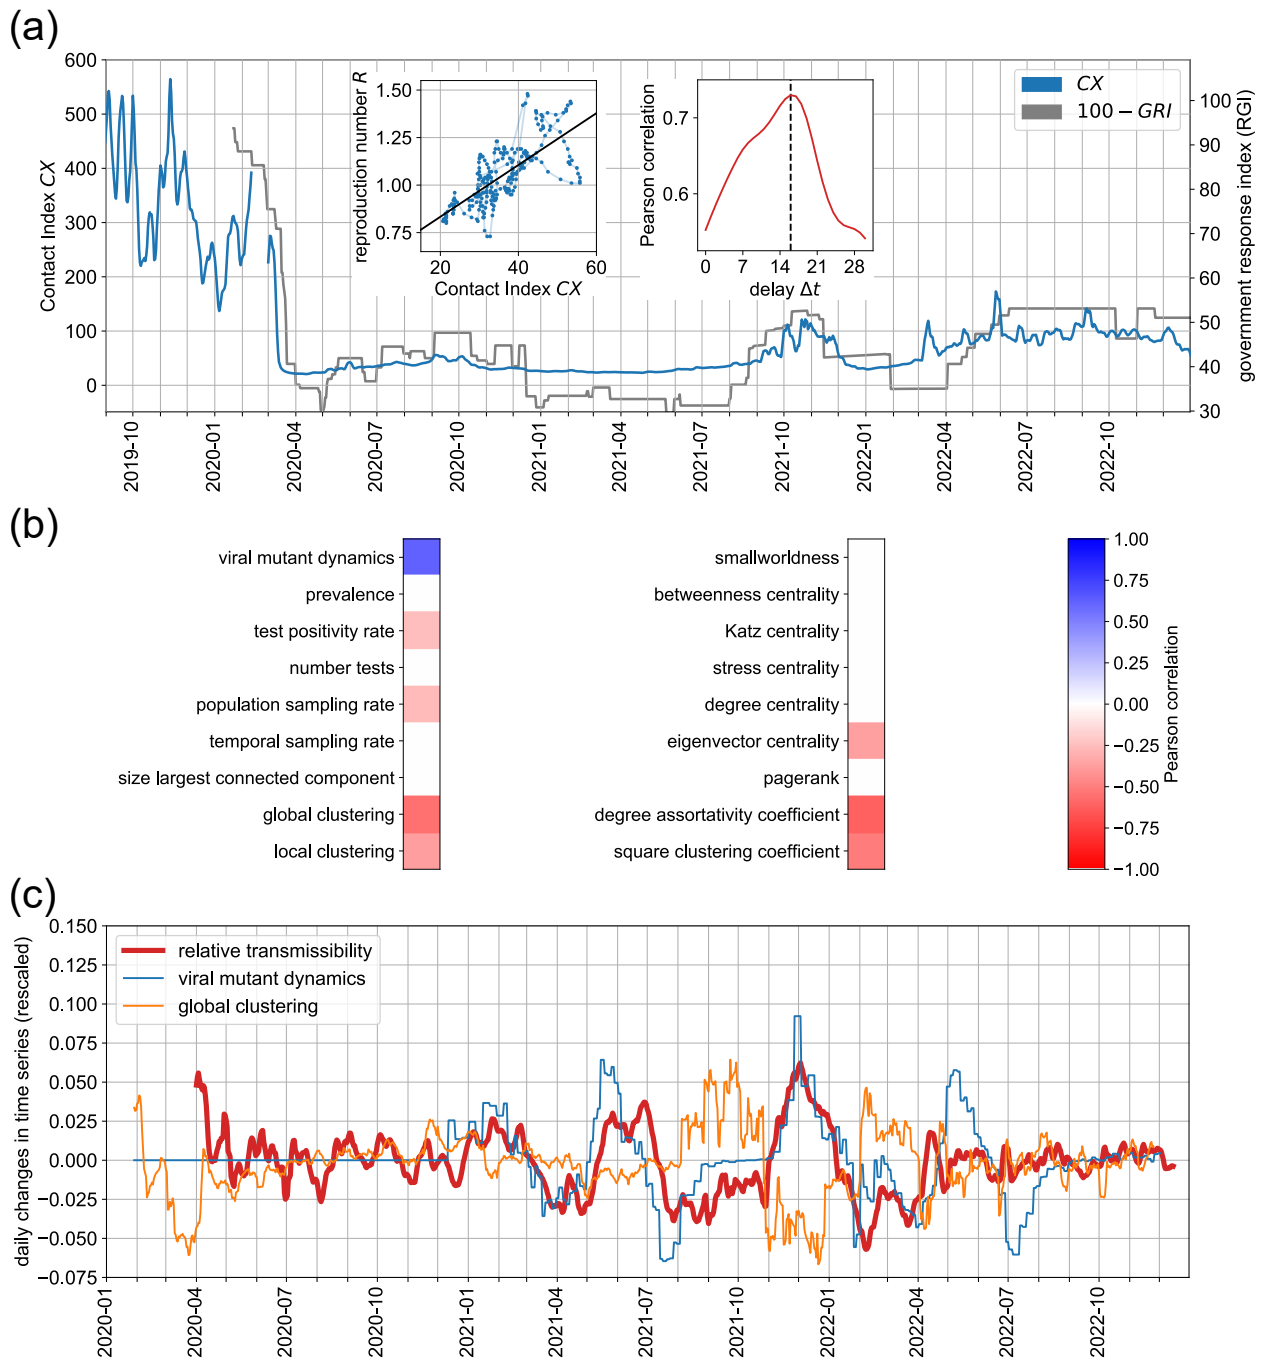 (a)
600
500
400
300
200
100
0
Contact Index CX
2019-10
2020-01
2020-04
2020-07
2020-10
2021-01
2021-04
2021-07
2021-10
2022-01
2022-04
2022-07
2022-10
100
90
80
70
60
50
40
30
government response index (RGI)
CX
100 − GRI
reproduction number R
1.50
1.25
1.00
0.75
20
40
60
Contact Index CX
Pearson correlation
0.7
0.6
0
7
14
21
28
delay Δt
(b)
viral mutant dynamics
prevalence
test positivity rate
number tests
population sampling rate
temporal sampling rate
size largest connected component
global clustering
local clustering
smallworldness
betweenness centrality
Katz centrality
stress centrality
degree centrality
eigenvector centrality
pagerank
degree assortativity coefficient
square clustering coefficient
1.00
0.75
0.50
0.25
0.00
−0.25
−0.50
−0.75
−1.00
Pearson correlation
(c)
0.150
0.125
0.100
0.075
0.050
0.025
0.000
−0.025
−0.050
−0.075
daily changes in time series (rescaled)
relative transmissibility
viral mutant dynamics
global clustering
2020-01
2020-04
2020-07
2020-10
2021-01
2021-04
2021-07
2021-10
2022-01
2022-04
2022-07
2022-10